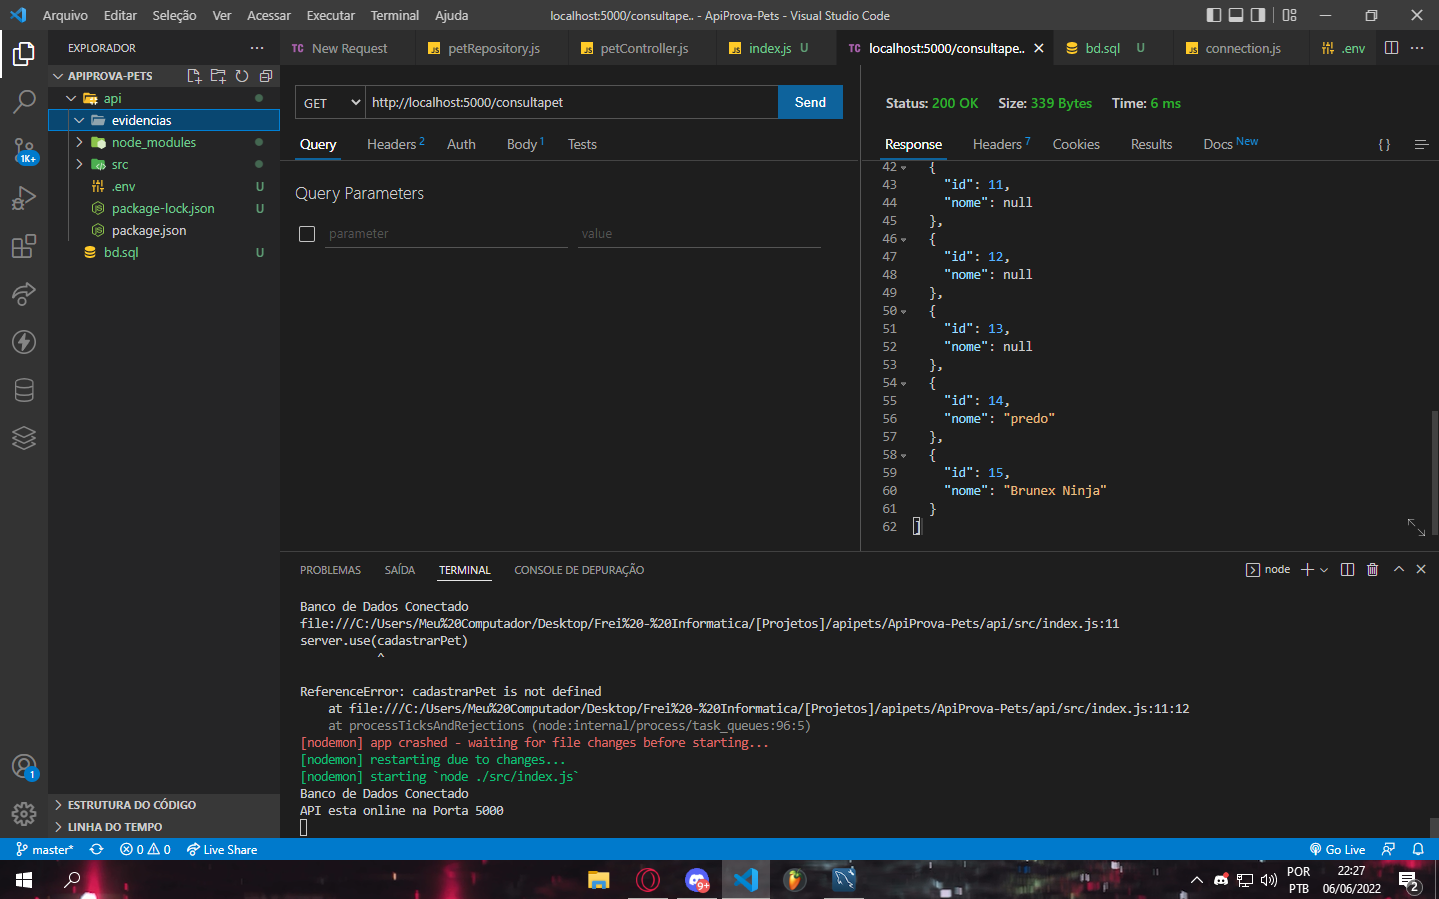 Arquivo Editar Seleção Ver Acessar Executar Terminal Ajuda localhost:5000/consultape.. - ApiProva-Pets - Visual Studio Code
EXPLORADOR
APIPROVA-PETS
api
evidencias
node_modules
src
.env U
package-lock.json U
package.json
bd.sql U
ESTRUTURA DO CÓDIGO
LINHA DO TEMPO
1K+
1
TC New Request JS petRepository.js JS petController.js JS index.js U TC localhost:5000/consultape.. bd.sql U JS connection.js .env
GET http://localhost:5000/consultapet Send
Query Headers 2 Auth Body 1 Tests
Query Parameters
parameter value
Status: 200 OK Size: 339 Bytes Time: 6 ms
Response Headers 7 Cookies Results Docs New { }
42 {
43 "id": 11,
44 "nome": null
45 },
46 {
47 "id": 12,
48 "nome": null
49 },
50 {
51 "id": 13,
52 "nome": null
53 },
54 {
55 "id": 14,
56 "nome": "predo"
57 },
58 {
59 "id": 15,
60 "nome": "Brunex Ninja"
61 }
62 ]
PROBLEMAS SAÍDA TERMINAL CONSOLE DE DEPURAÇÃO node
Banco de Dados Conectado
file:///C:/Users/Meu%20Computador/Desktop/Frei%20-%20Informatica/[Projetos]/apipets/ApiProva-Pets/api/src/index.js:11
server.use(cadastrarPet)
^
ReferenceError: cadastrarPet is not defined
at file:///C:/Users/Meu%20Computador/Desktop/Frei%20-%20Informatica/[Projetos]/apipets/ApiProva-Pets/api/src/index.js:11:12
at processTicksAndRejections (node:internal/process/task_queues:96:5)
[nodemon] app crashed - waiting for file changes before starting...
[nodemon] restarting due to changes...
[nodemon] starting `node ./src/index.js`
Banco de Dados Conectado
API esta online na Porta 5000
master* 0 0 Live Share Go Live
9+
POR
PTB
22:27
06/06/2022
2